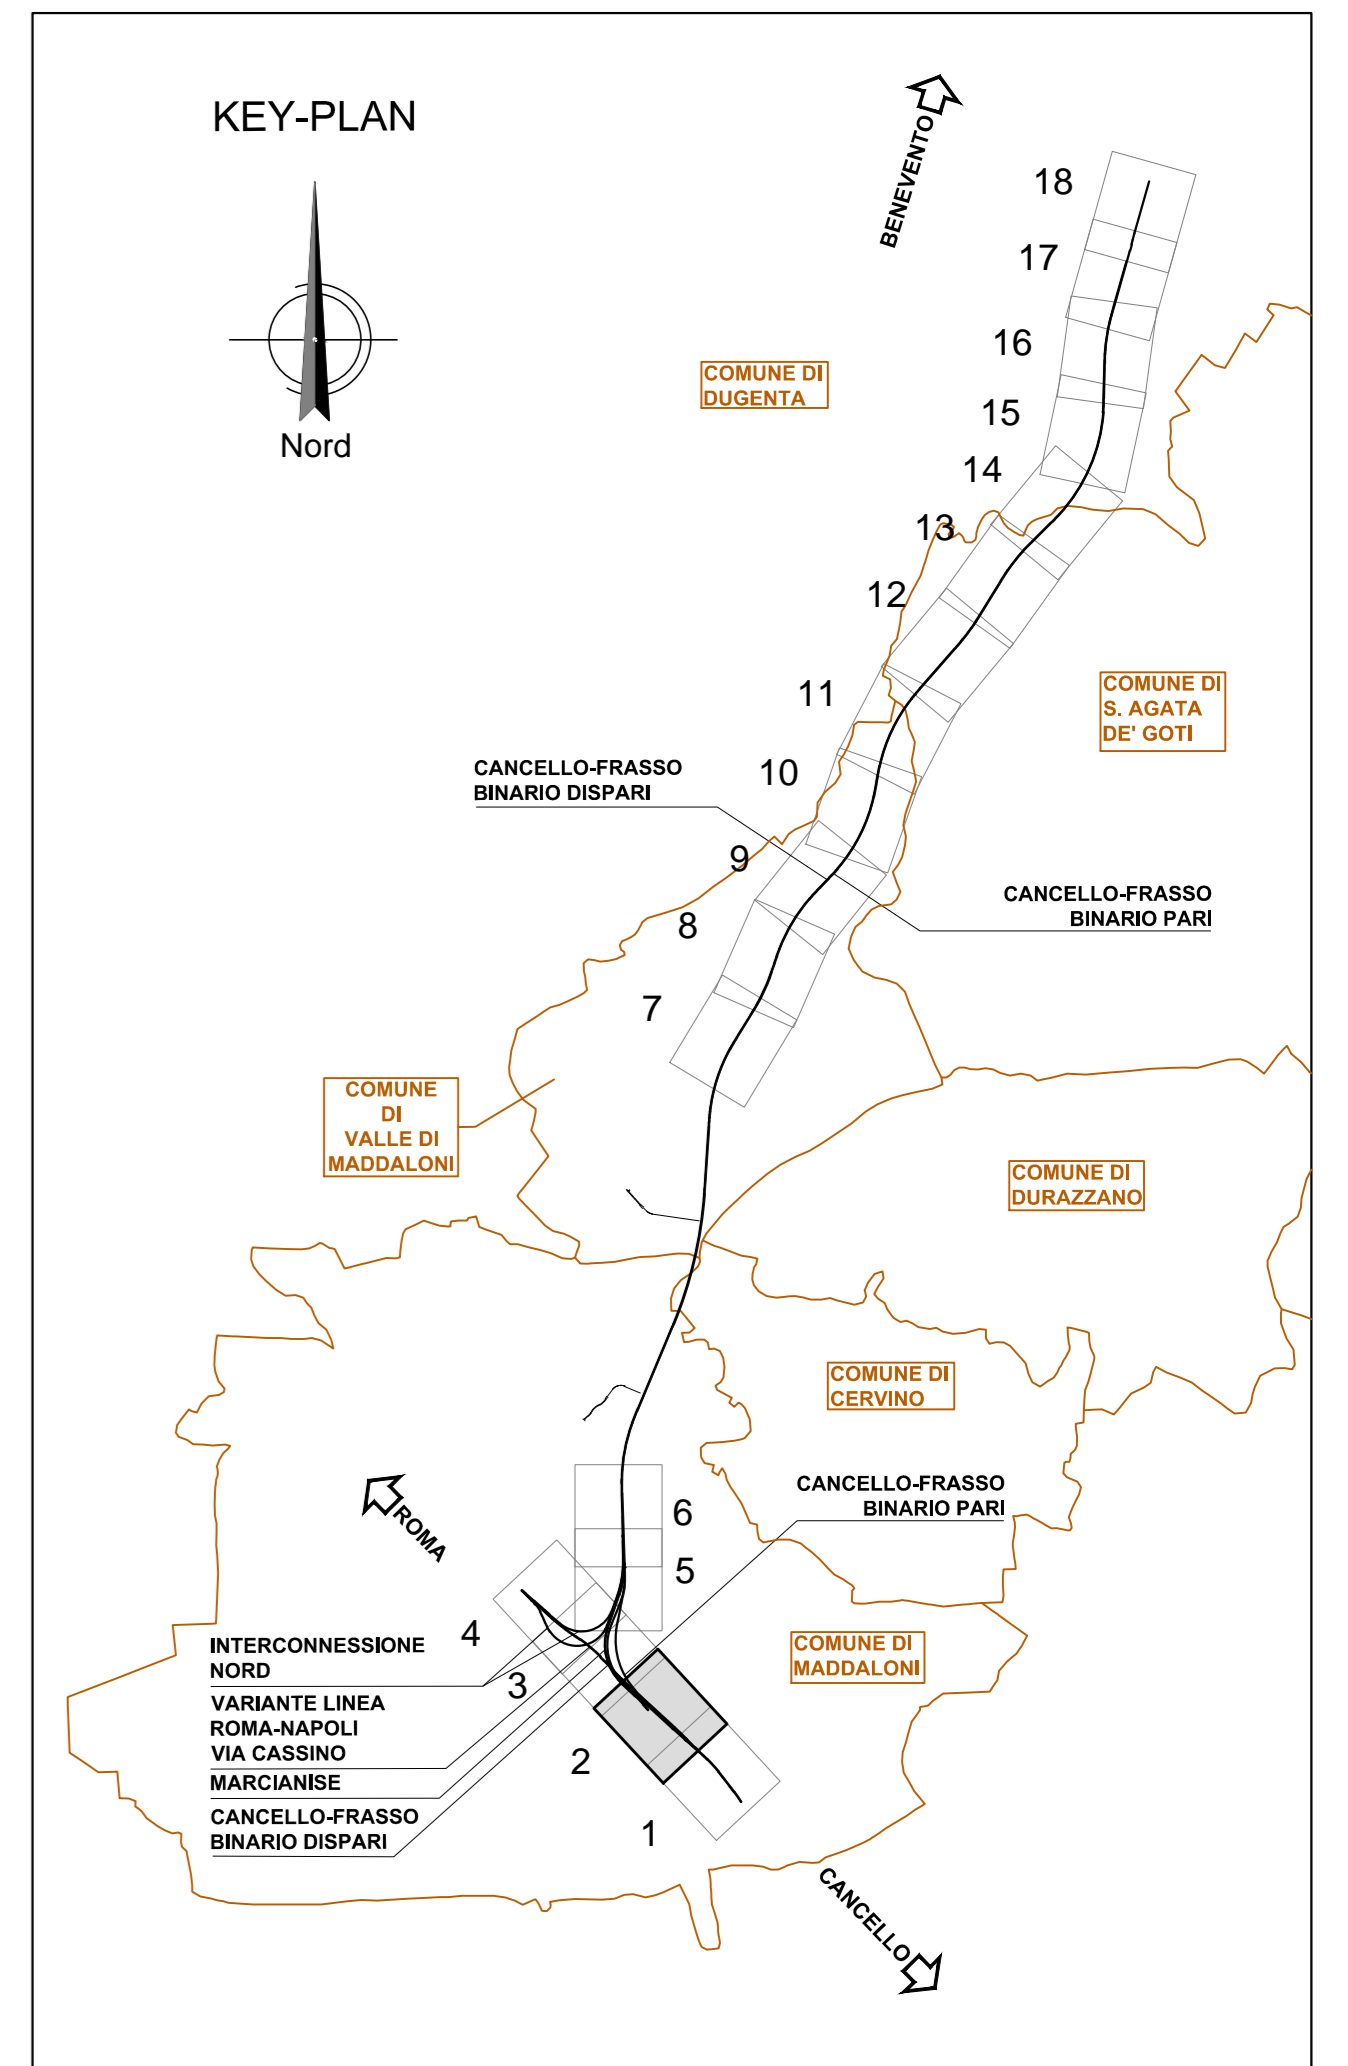 KEY-PLAN
Nord
BENEVENTO
18
17
16
COMUNE DI
DUGENTA
15
14
13
12
11
COMUNE DI
S. AGATA
DE' GOTI
CANCELLO-FRASSO
BINARIO DISPARI
10
9
CANCELLO-FRASSO
BINARIO PARI
8
7
COMUNE
DI
VALLE DI
MADDALONI
COMUNE DI
DURAZZANO
COMUNE DI
CERVINO
CANCELLO-FRASSO
BINARIO PARI
ROMA
6
5
4
3
INTERCONNESSIONE
NORD
VARIANTE LINEA
ROMA-NAPOLI
VIA CASSINO
MARCIANISE
CANCELLO-FRASSO
BINARIO DISPARI
COMUNE DI
MADDALONI
2
1
CANCELLO